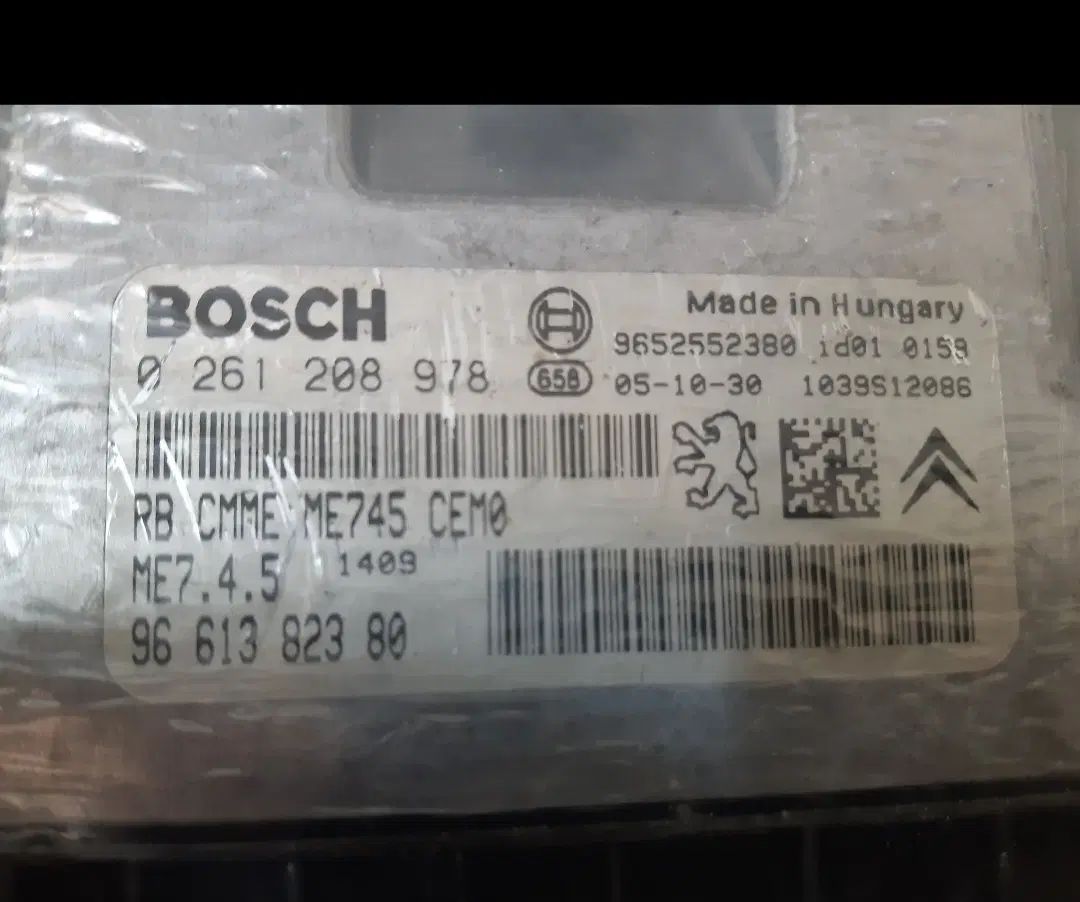 BOSCH
Made in Hungary
9652552380 id01 0159
0 261 208 978
658
05-10-30 1039S12086
RB CMME ME745 CEM0
ME7.4.5 1409
96 613 823 80